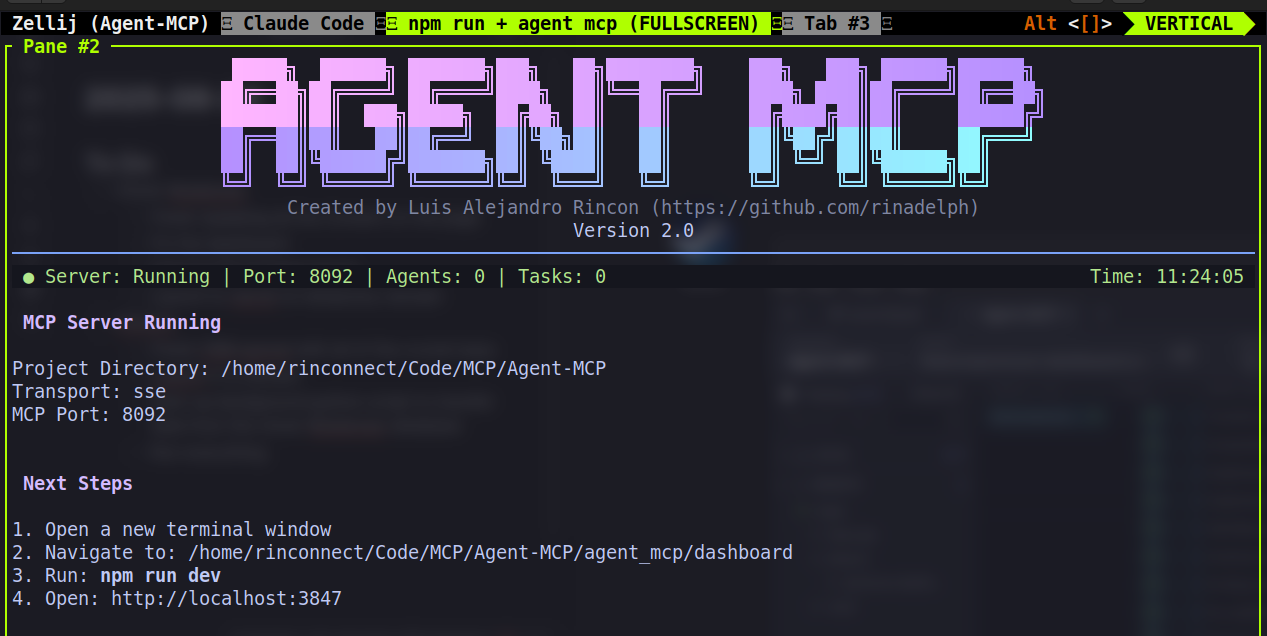 Zellij (Agent-MCP) Claude Code npm run + agent mcp (FULLSCREEN) Tab #3 Alt <[]> VERTICAL
Pane #2
AGENT MCP
Created by Luis Alejandro Rincon (https://github.com/rinadelph)
Version 2.0
● Server: Running | Port: 8092 | Agents: 0 | Tasks: 0 Time: 11:24:05
MCP Server Running
Project Directory: /home/rinconnect/Code/MCP/Agent-MCP
Transport: sse
MCP Port: 8092
Next Steps
1. Open a new terminal window
2. Navigate to: /home/rinconnect/Code/MCP/Agent-MCP/agent_mcp/dashboard
3. Run: npm run dev
4. Open: http://localhost:3847